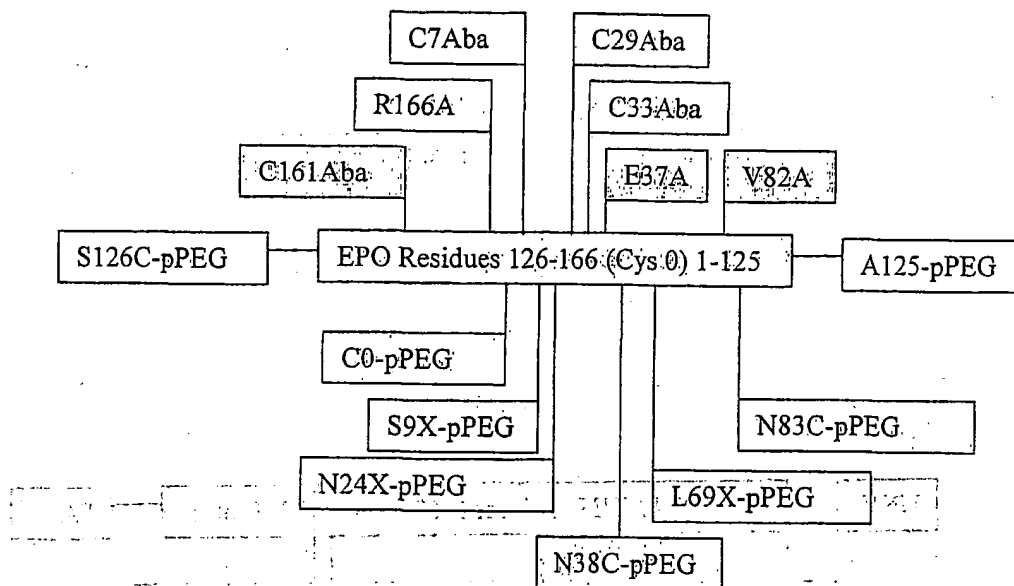 C7Aba
C29Aba
R166A
C33Aba
C161Aba
E37A
V82A
S126C-pPEG
EPO Residues 126-166 (Cys 0) 1-125
A125-pPEG
C0-pPEG
S9X-pPEG
N83C-pPEG
N24X-pPEG
L69X-pPEG
N38C-pPEG